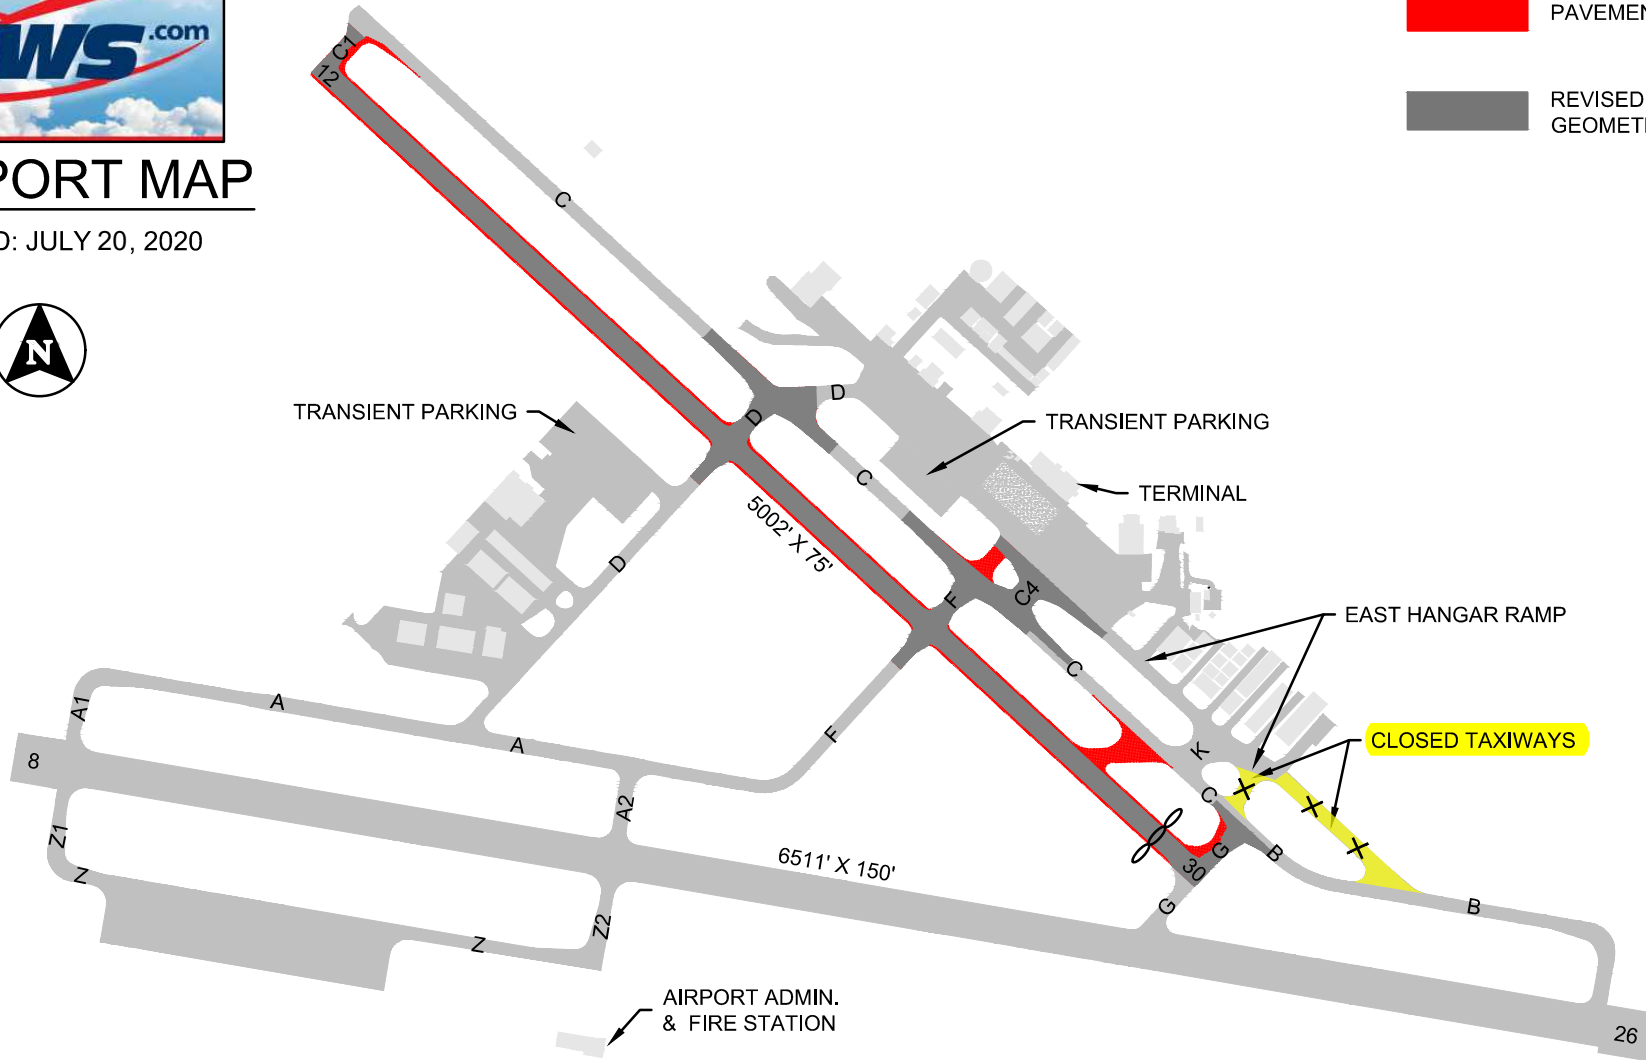 WS.com
PORT MAP
D: JULY 20, 2020
N
PAVEMEN
REVISED
GEOMET
C1
12
C
TRANSIENT PARKING
D
D
TRANSIENT PARKING
C
TERMINAL
5002' X 75'
D
F
C4
EAST HANGAR RAMP
C
A1
A
A
F
K
CLOSED TAXIWAYS
8
A2
C
Z1
6511' X 150'
30
G
B
Z
Z2
G
B
Z
AIRPORT ADMIN.
& FIRE STATION
26